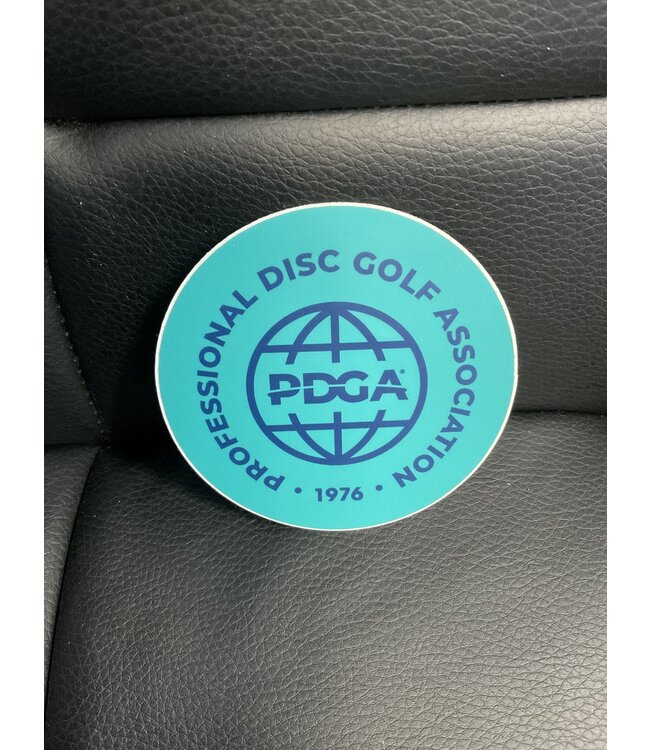 PROFESSIONAL DISC GOLF ASSOCIATION
PDGA®
• 1976 •